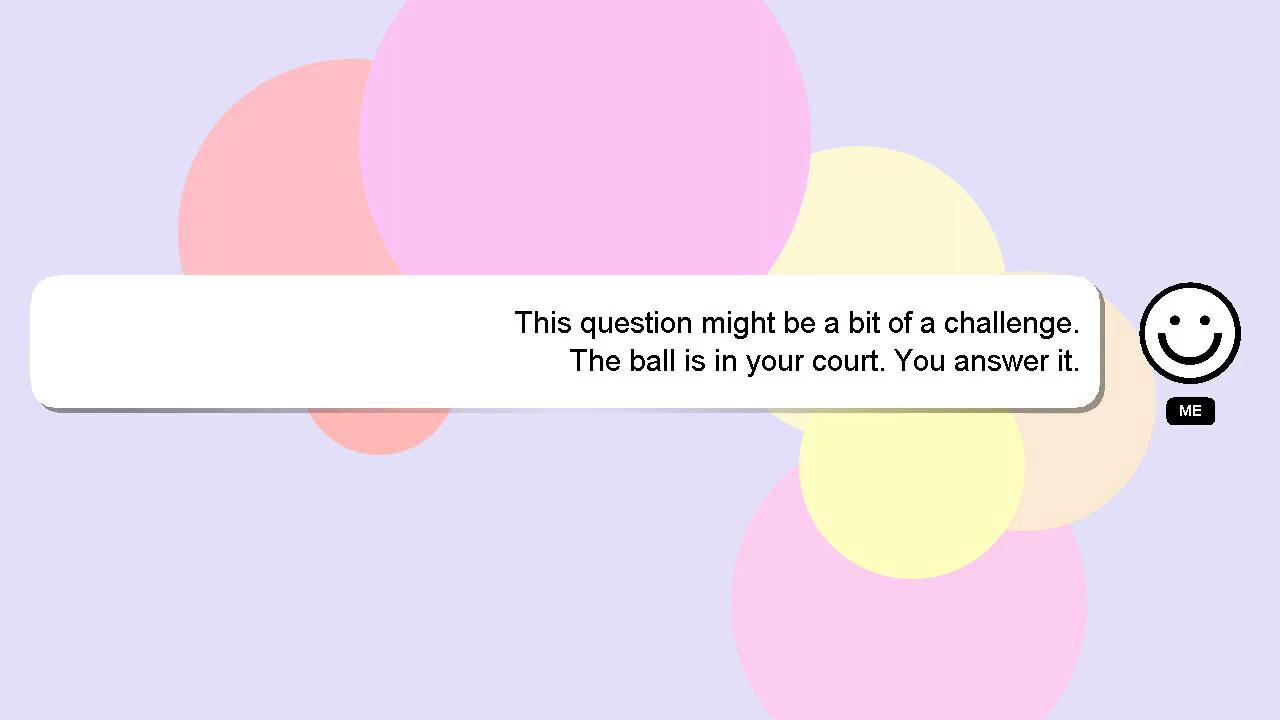 This question might be a bit of a challenge.
The ball is in your court. You answer it.
ME